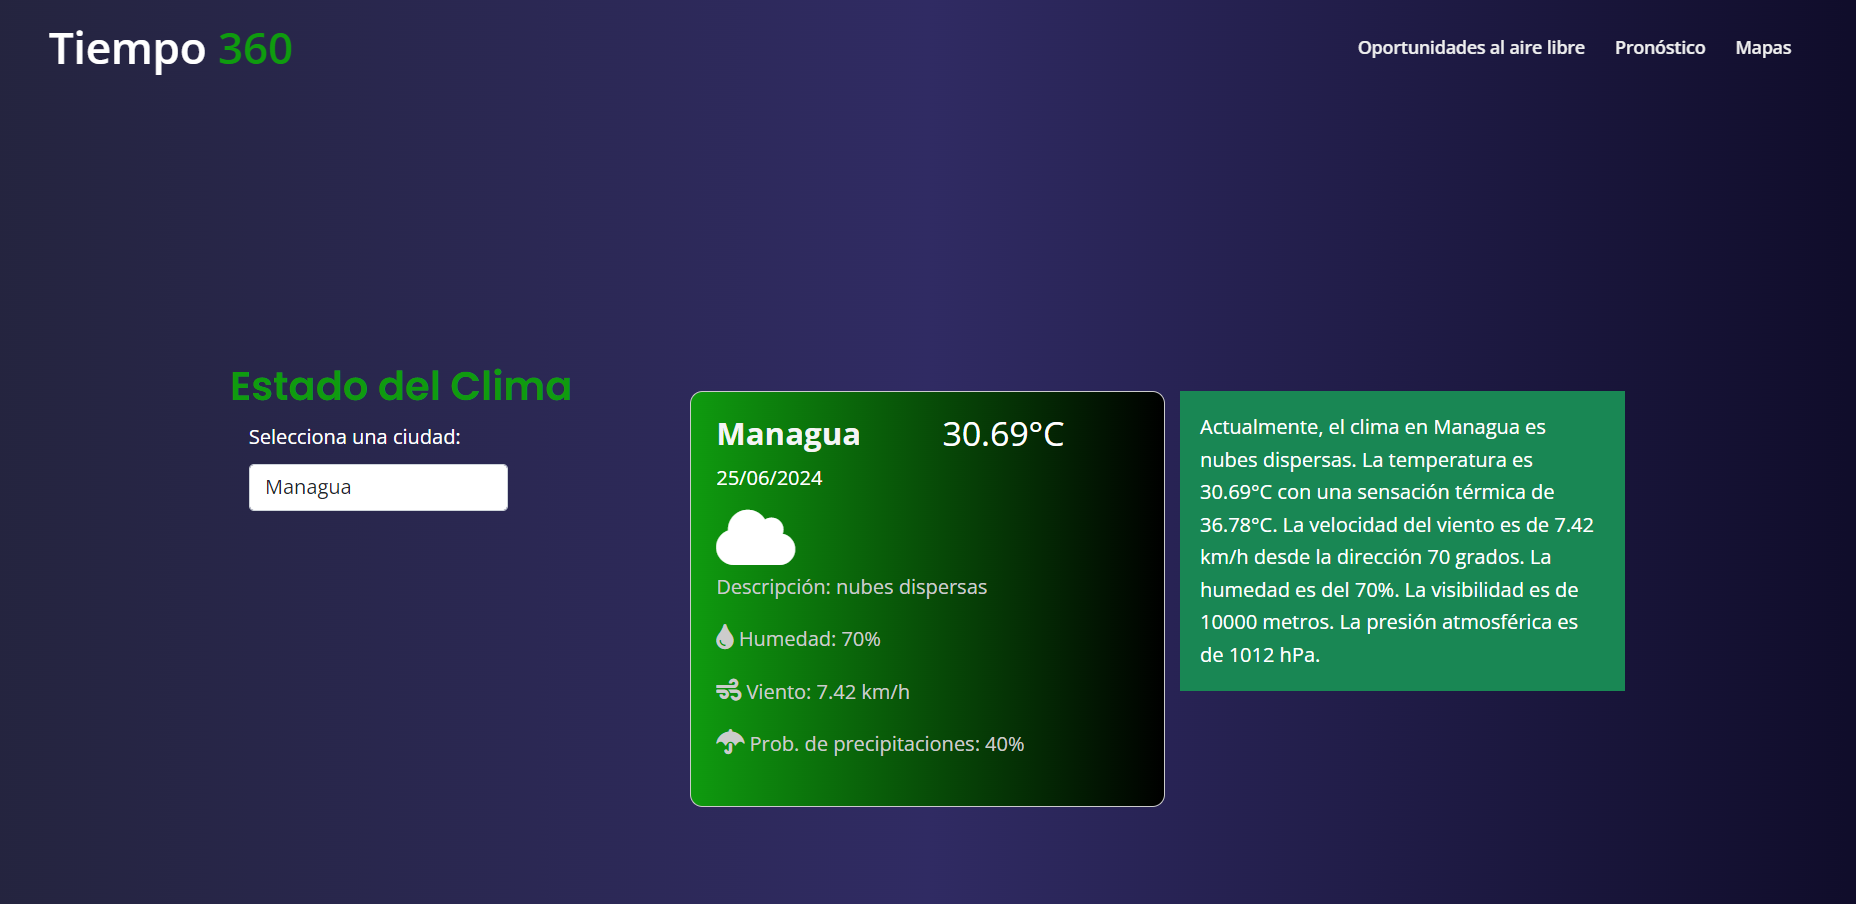 Tiempo 360
Oportunidades al aire libre
Pronóstico
Mapas
Estado del Clima
Selecciona una ciudad:
Managua
Managua
30.69°C
25/06/2024
Descripción: nubes dispersas
Humedad: 70%
Viento: 7.42 km/h
Prob. de precipitaciones: 40%
Actualmente, el clima en Managua es
nubes dispersas. La temperatura es
30.69°C con una sensación térmica de
36.78°C. La velocidad del viento es de 7.42
km/h desde la dirección 70 grados. La
humedad es del 70%. La visibilidad es de
10000 metros. La presión atmosférica es
de 1012 hPa.